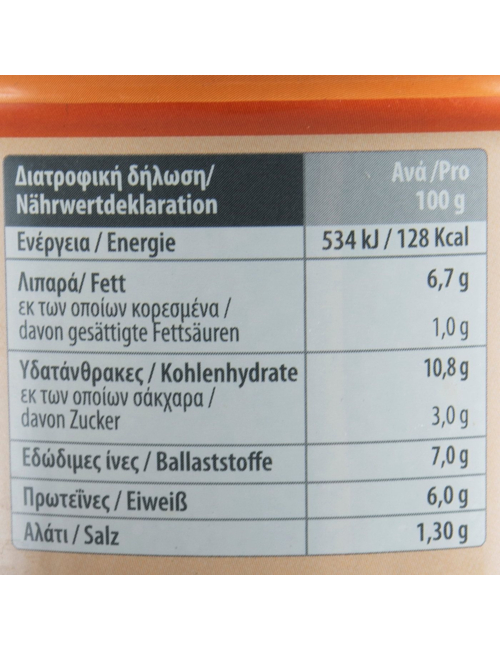 Διατροφική δήλωση/ Ανά /Pro
Nährwertdeklaration 100 g
Ενέργεια / Energie 534 kJ / 128 Kcal
Λιπαρά/ Fett 6,7 g
εκ των οποίων κορεσμένα /
davon gesättigte Fettsäuren 1,0 g
Υδατάνθρακες / Kohlenhydrate 10,8 g
εκ των οποίων σάκχαρα /
davon Zucker 3,0 g
Εδώδιμες ίνες / Ballaststoffe 7,0 g
Πρωτεΐνες / Eiweiß 6,0 g
Αλάτι / Salz 1,30 g